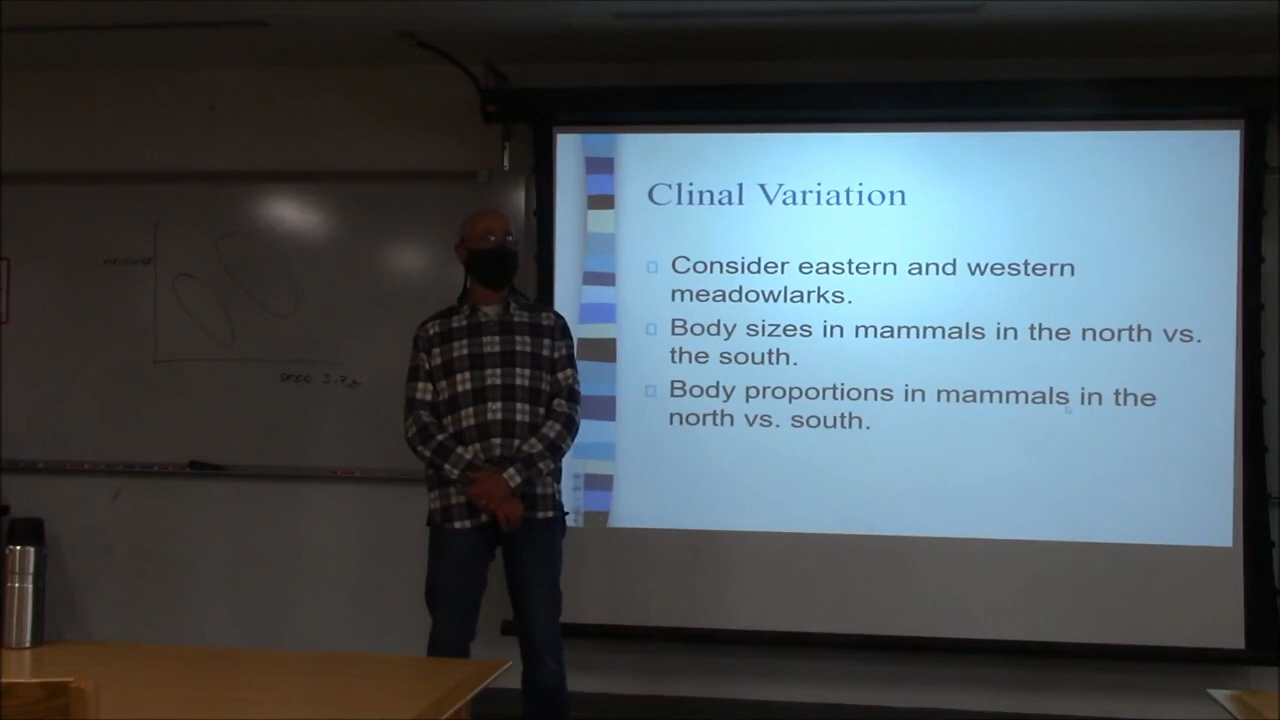 Clinal Variation
Consider eastern and western
meadowlarks.
Body sizes in mammals in the north vs.
the south.
Body proportions in mammals in the
north vs. south.